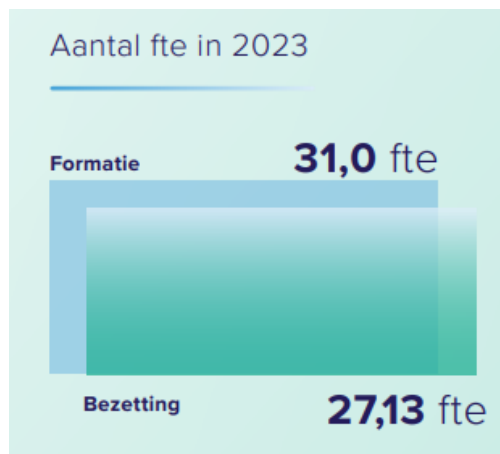 Aantal fte in 2023
Formatie 31,0 fte
Bezetting 27,13 fte